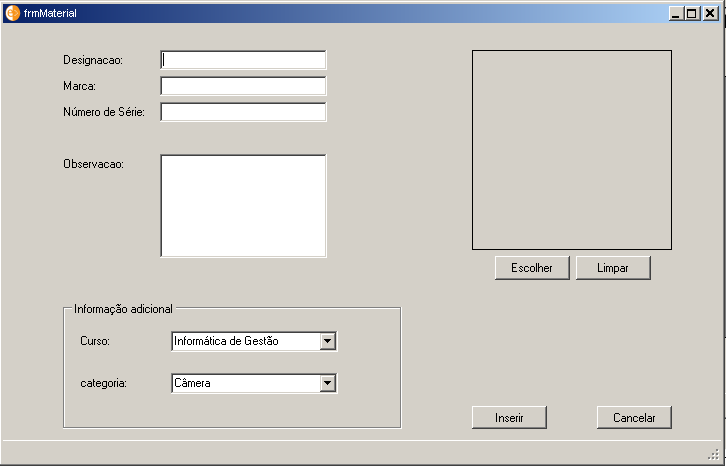 frmMaterial
Designacao:
Marca:
Número de Série:
Observacao:
Escolher Limpar
Informação adicional
Curso: Informática de Gestão
categoria: Câmera
Inserir Cancelar